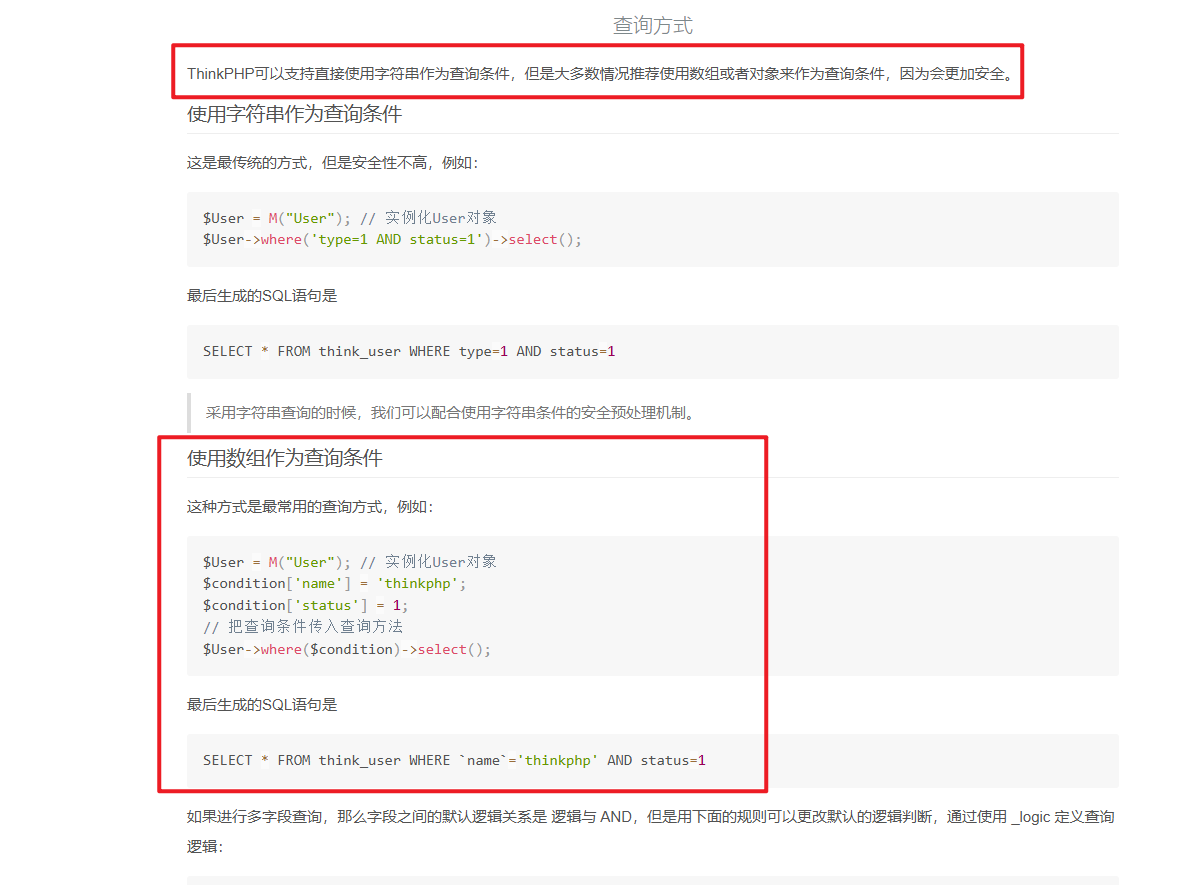 查询方式
ThinkPHP可以支持直接使用字符串作为查询条件，但是大多数情况推荐使用数组或者对象来作为查询条件，因为会更加安全。
使用字符串作为查询条件
这是最传统的方式，但是安全性不高，例如：
$User = M("User"); // 实例化User对象
$User->where('type=1 AND status=1')->select();
最后生成的SQL语句是
SELECT * FROM think_user WHERE type=1 AND status=1
采用字符串查询的时候，我们可以配合使用字符串条件的安全预处理机制。
使用数组作为查询条件
这种方式是最常用的查询方式，例如：
$User = M("User"); // 实例化User对象
$condition['name'] = 'thinkphp';
$condition['status'] = 1;
// 把查询条件传入查询方法
$User->where($condition)->select();
最后生成的SQL语句是
SELECT * FROM think_user WHERE `name`='thinkphp' AND status=1
如果进行多字段查询，那么字段之间的默认逻辑关系是 逻辑与 AND，但是用下面的规则可以更改默认的逻辑判断，通过使用 _logic 定义查询
逻辑：